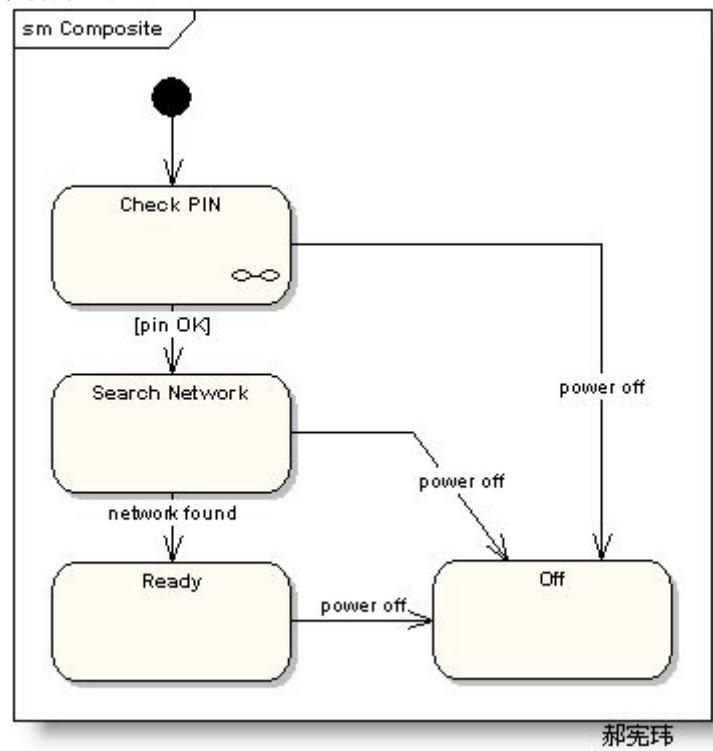 sm Composite
Check PIN
[pin OK]
Search Network
power off
power off
network found
Ready
Off
power off
郝宪玮